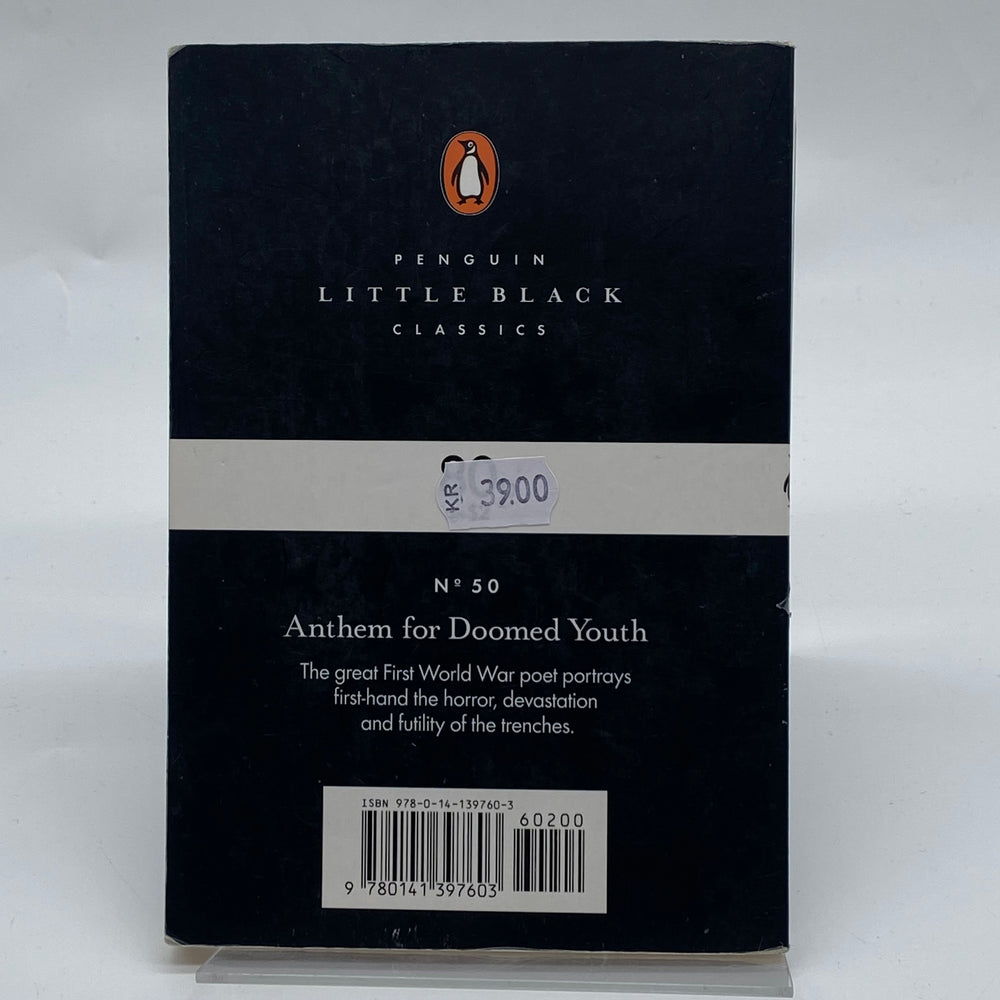 PENGUIN
LITTLE BLACK
CLASSICS
KR 39.00
Nº 50
Anthem for Doomed Youth
The great First World War poet portrays
first-hand the horror, devastation
and futility of the trenches.
ISBN 978-0-14-139760-3
60200
9 780141 397603